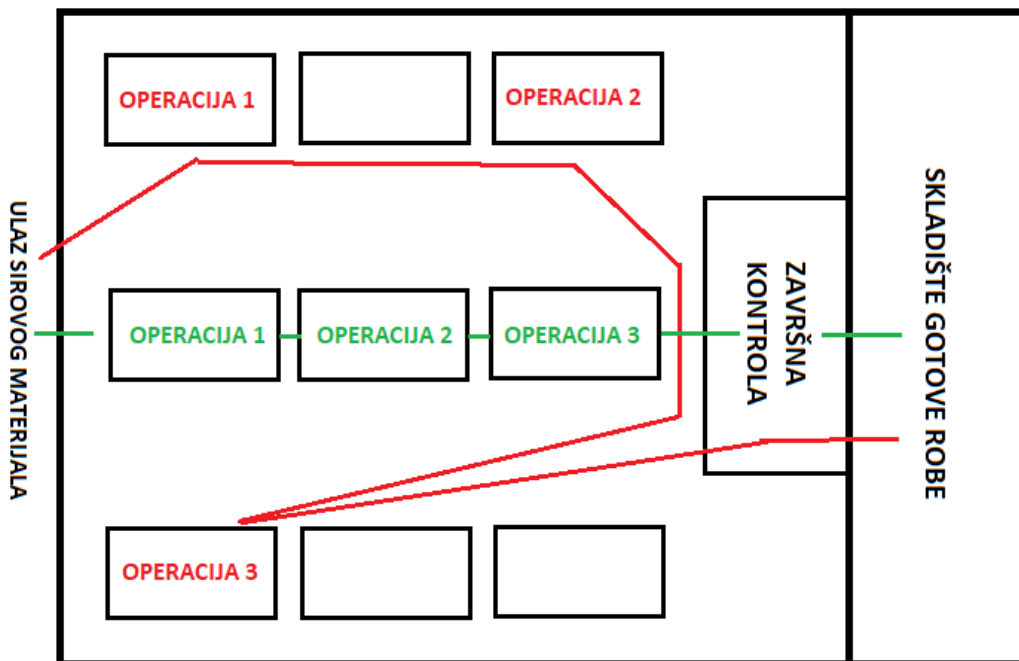 OPERACIJA 1
OPERACIJA 2
ULAZ SIROVOG MATERIJALA
OPERACIJA 1
OPERACIJA 2
OPERACIJA 3
ZAVRŠNA
KONTROLA
SKLADIŠTE GOTOVE ROBE
OPERACIJA 3